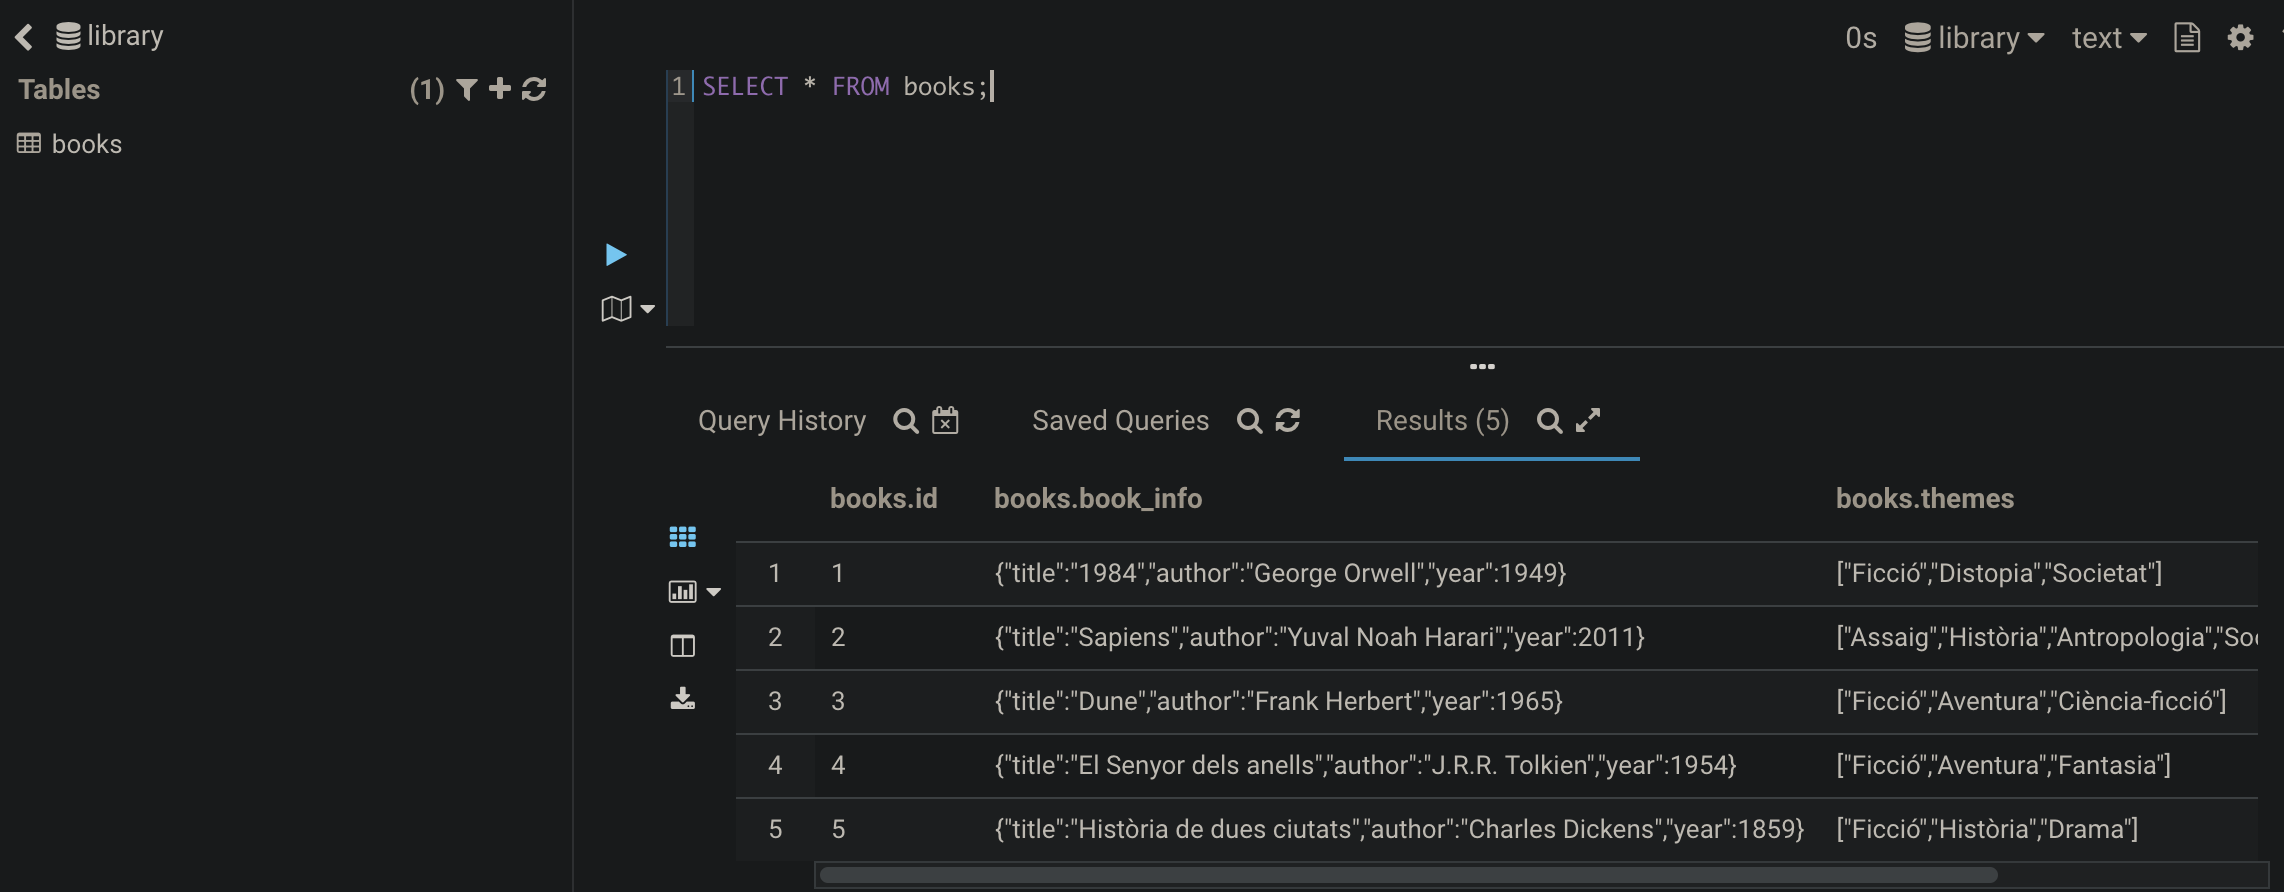 library
Tables (1)
books
0s library text
1 SELECT * FROM books;
Query History Saved Queries Results (5)
books.id books.book_info books.themes
1 1 {"title":"1984","author":"George Orwell","year":1949} ["Ficció","Distopia","Societat"]
2 2 {"title":"Sapiens","author":"Yuval Noah Harari","year":2011} ["Assaig","Història","Antropologia","Soc
3 3 {"title":"Dune","author":"Frank Herbert","year":1965} ["Ficció","Aventura","Ciència-ficció"]
4 4 {"title":"El Senyor dels anells","author":"J.R.R. Tolkien","year":1954} ["Ficció","Aventura","Fantasia"]
5 5 {"title":"Història de dues ciutats","author":"Charles Dickens","year":1859} ["Ficció","Història","Drama"]